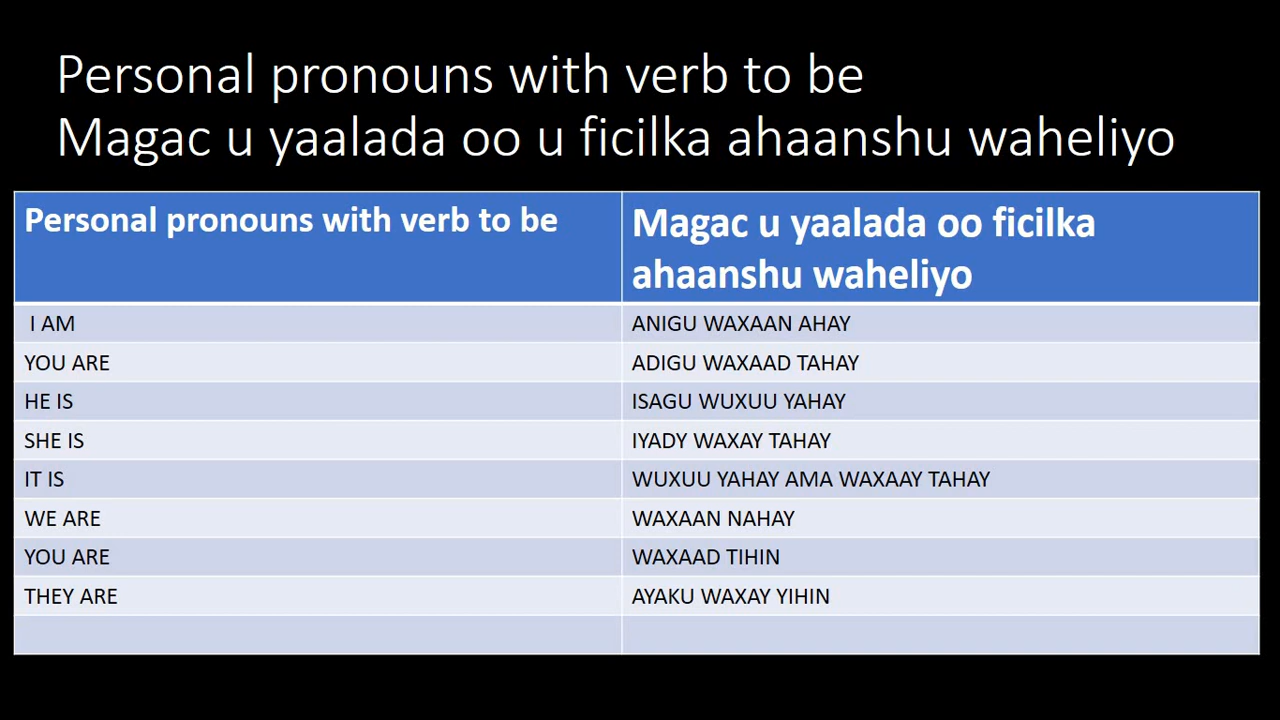 Personal pronouns with verb to be
Magac u yaalada oo u ficilka ahaanshu waheliyo
Personal pronouns with verb to be
Magac u yaalada oo ficilka
ahaanshu waheliyo
I AM
ANIGU WAXAAN AHAY
YOU ARE
ADIGU WAXAAD TAHAY
HE IS
ISAGU WUXUU YAHAY
SHE IS
IYADY WAXAY TAHAY
IT IS
WUXUU YAHAY AMA WAXAAY TAHAY
WE ARE
WAXAAN NAHAY
YOU ARE
WAXAAD TIHIN
THEY ARE
AYAKU WAXAY YIHIN